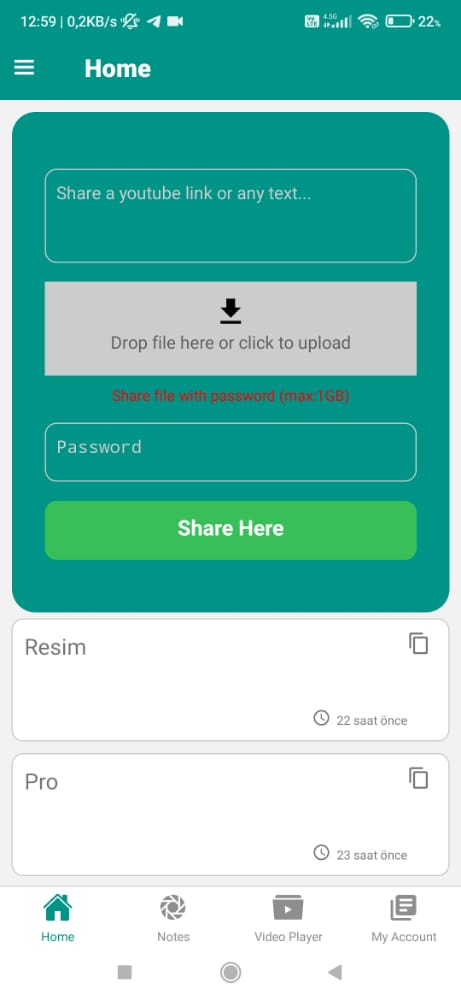 12:59 | 0,2KB/s
Vo LTE 4.5G 22%
Home
Share a youtube link or any text...
Drop file here or click to upload
Share file with password (max:1GB)
Password
Share Here
Resim
22 saat önce
Pro
23 saat önce
Home Notes Video Player My Account